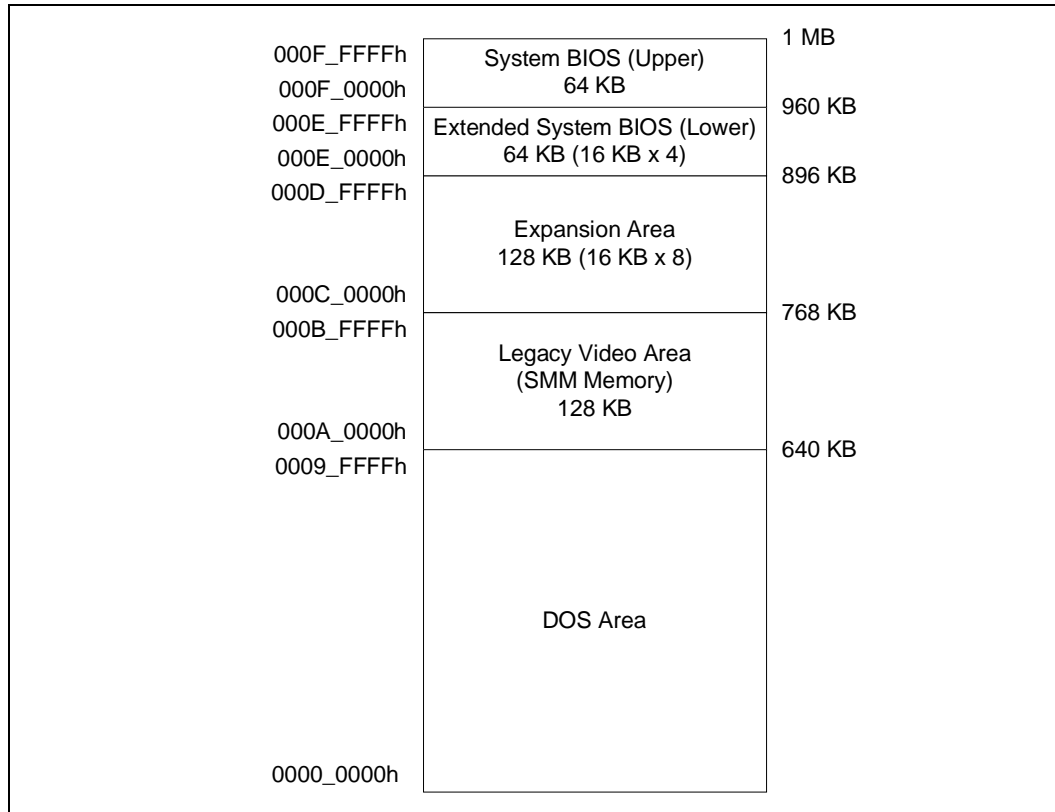 1 MB
000F_FFFFh
System BIOS (Upper)
64 KB
000F_0000h
960 KB
000E_FFFFh
Extended System BIOS (Lower)
64 KB (16 KB x 4)
000E_0000h
896 KB
000D_FFFFh
Expansion Area
128 KB (16 KB x 8)
000C_0000h
768 KB
000B_FFFFh
Legacy Video Area
(SMM Memory)
128 KB
000A_0000h
640 KB
0009_FFFFh
DOS Area
0000_0000h